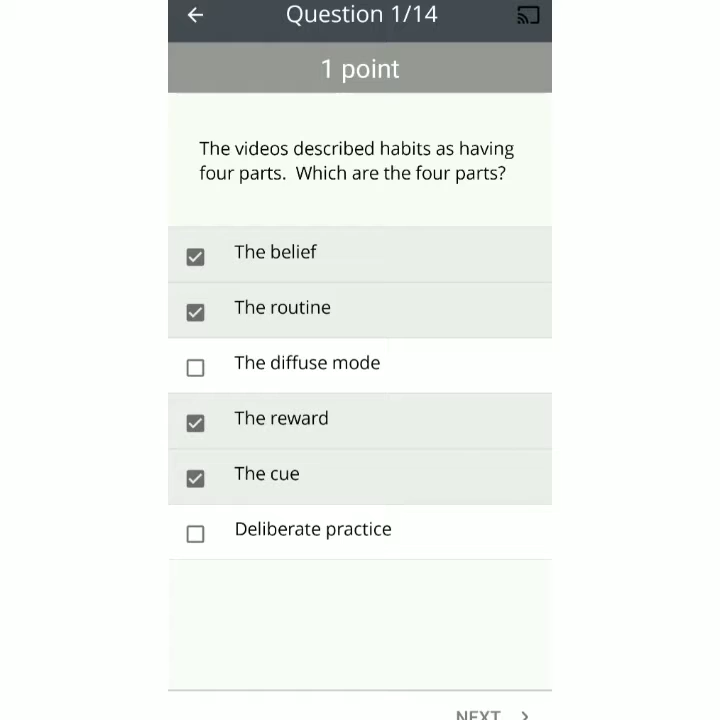 Question 1/14
1 point
The videos described habits as having
four parts. Which are the four parts?
The belief
The routine
The diffuse mode
The reward
The cue
Deliberate practice
NEXT